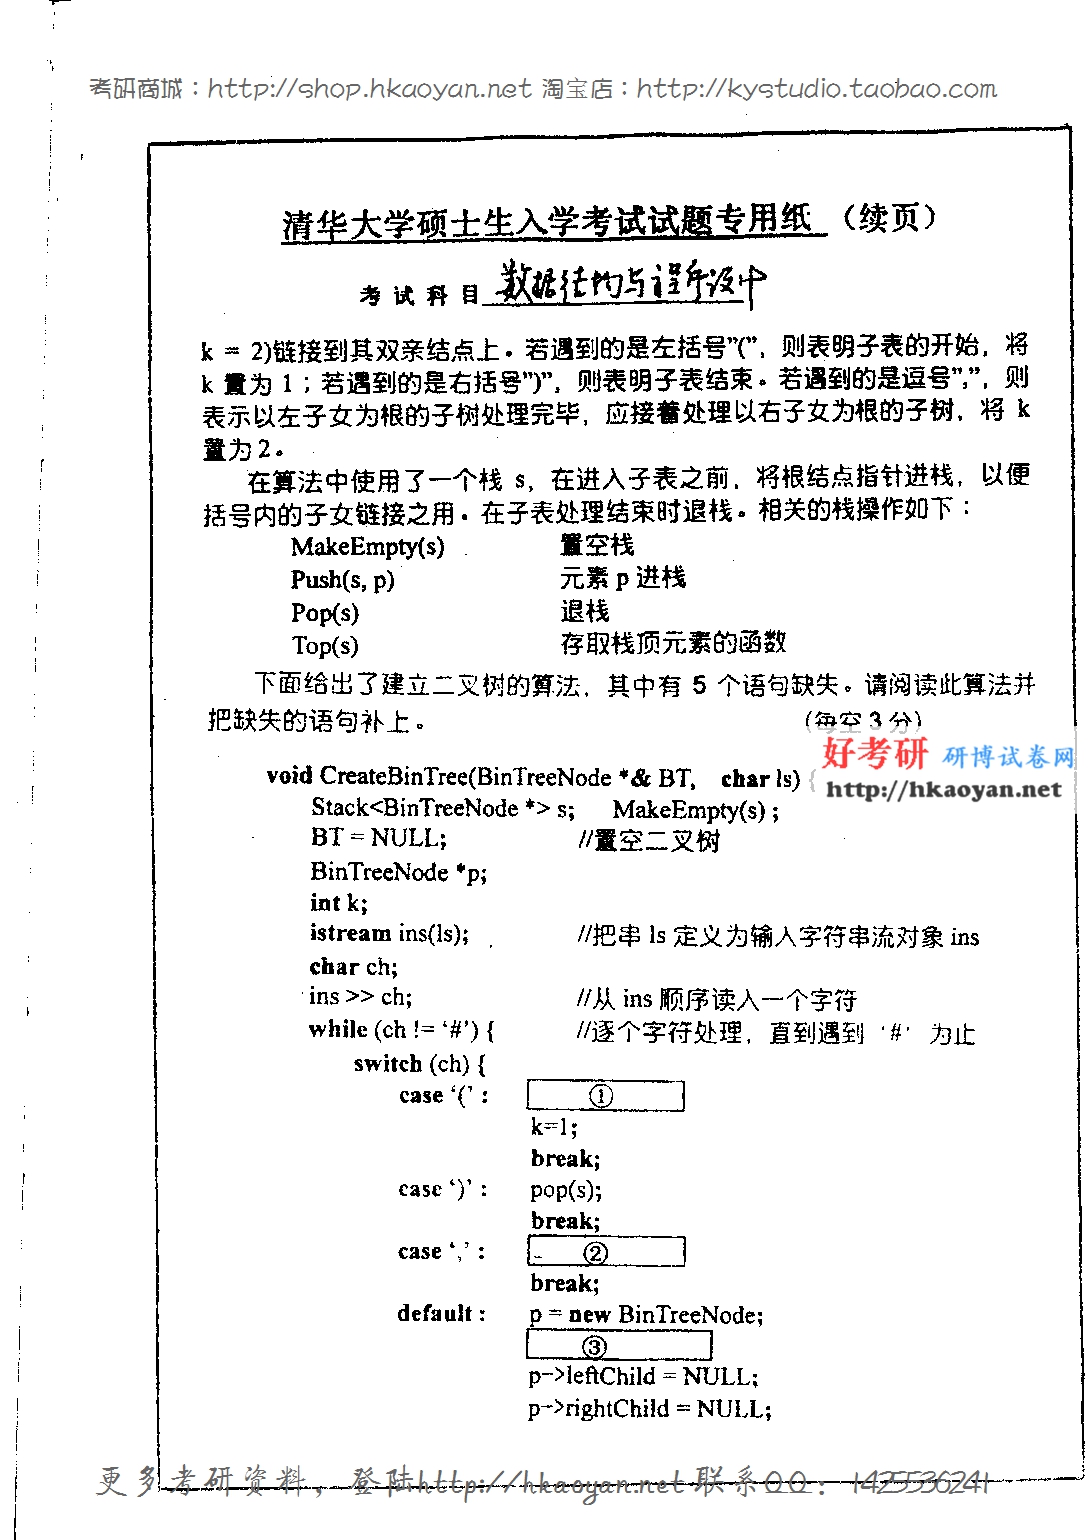 考研商城：http://shop.hkaoyan.net 淘宝店：http://kystudio.taobao.com
清华大学硕士生入学考试试题专用纸 （续页）
考试科目 数据结构与程序设计
k = 2)链接到其双亲结点上。若遇到的是左括号”(”，则表明子表的开始，将
k 置为 1；若遇到的是右括号”)”，则表明子表结束。若遇到的是逗号”,”，则
表示以左子女为根的子树处理完毕，应接着处理以右子女为根的子树，将 k
置为2。
在算法中使用了一个栈 s，在进入子表之前，将根结点指针进栈，以便
括号内的子女链接之用。在子表处理结束时退栈。相关的栈操作如下：
MakeEmpty(s) 置空栈
Push(s, p) 元素 p 进栈
Pop(s) 退栈
Top(s) 存取栈顶元素的函数
下面给出了建立二叉树的算法，其中有 5 个语句缺失。请阅读此算法并
把缺失的语句补上。 (每空 3 分)
好考研 研博试卷网
void CreateBinTree(BinTreeNode *& BT, char ls) {
http://hkaoyan.net
Stack<BinTreeNode *> s; MakeEmpty(s) ;
BT = NULL; //置空二叉树
BinTreeNode *p;
int k;
istream ins(ls); //把串 ls 定义为输入字符串流对象 ins
char ch;
ins >> ch; //从 ins 顺序读入一个字符
while (ch != ‘#’) { //逐个字符处理，直到遇到 ‘#’ 为止
switch (ch) {
case ‘(’ : ①
k=1;
break;
case ‘)’ : pop(s);
break;
case ‘,’ : ②
break;
default : p = new BinTreeNode;
③
p->leftChild = NULL;
p->rightChild = NULL;
更多考研资料，登陆http://hkaoyan.net 联系QQ：1425536241